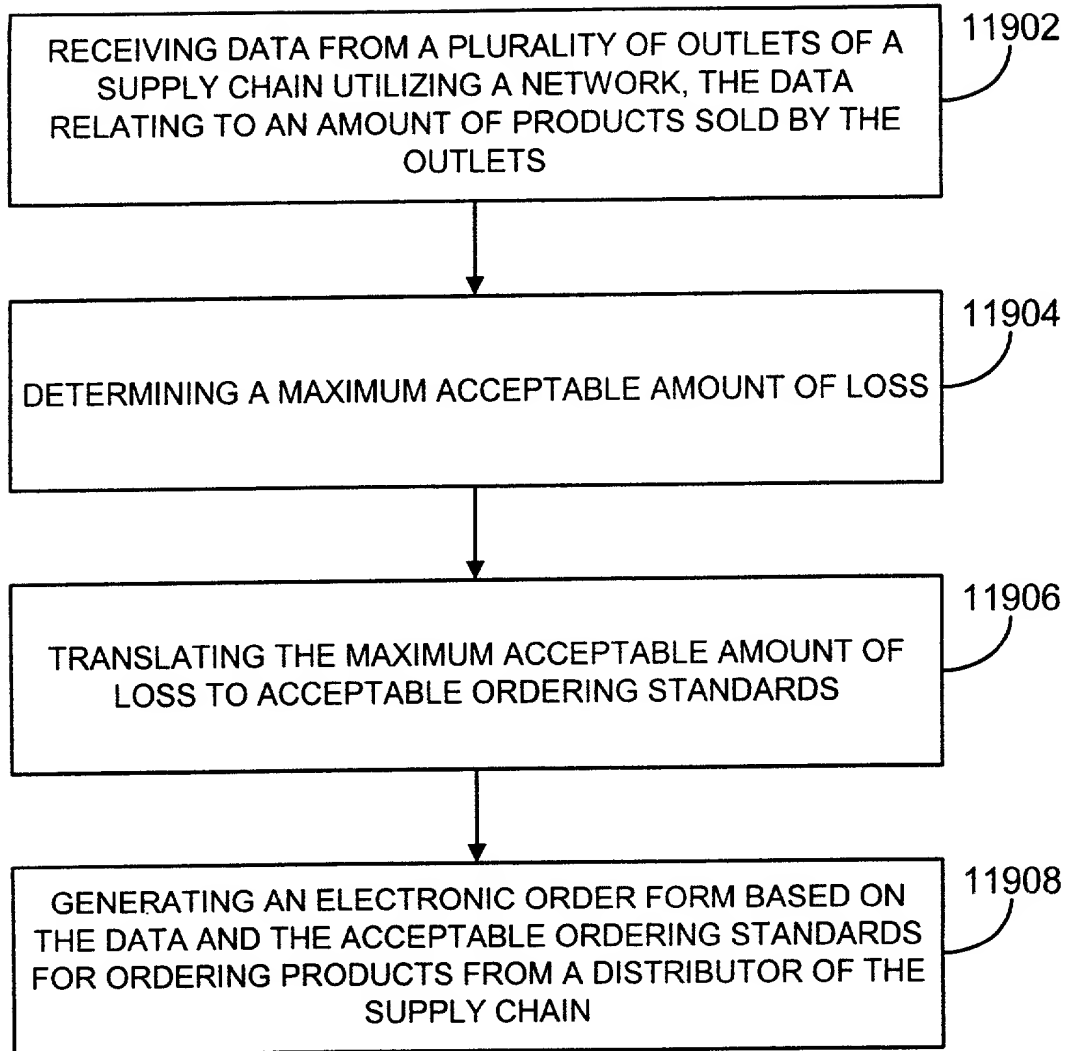 11902
RECEIVING DATA FROM A PLURALITY OF OUTLETS OF A
SUPPLY CHAIN UTILIZING A NETWORK, THE DATA
RELATING TO AN AMOUNT OF PRODUCTS SOLD BY THE
OUTLETS
11904
DETERMINING A MAXIMUM ACCEPTABLE AMOUNT OF LOSS
11906
TRANSLATING THE MAXIMUM ACCEPTABLE AMOUNT OF
LOSS TO ACCEPTABLE ORDERING STANDARDS
11908
GENERATING AN ELECTRONIC ORDER FORM BASED ON
THE DATA AND THE ACCEPTABLE ORDERING STANDARDS
FOR ORDERING PRODUCTS FROM A DISTRIBUTOR OF THE
SUPPLY CHAIN